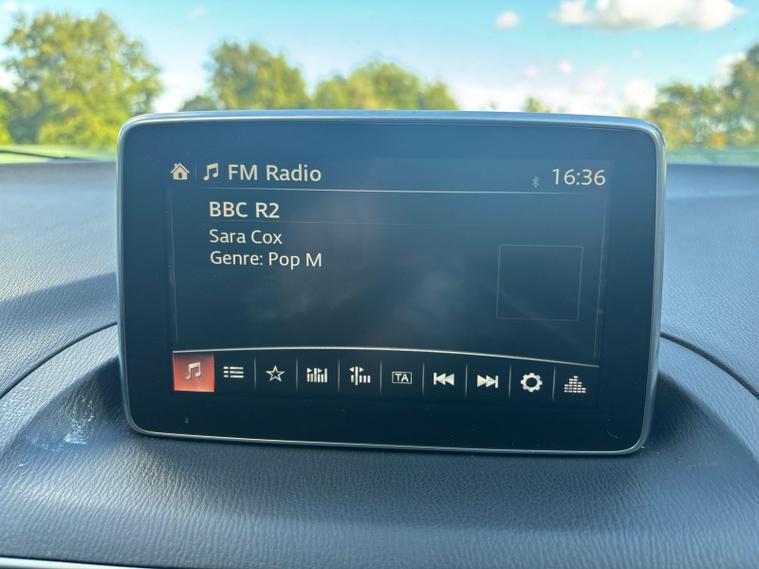 FM Radio
16:36
BBC R2
Sara Cox
Genre: Pop M
TA